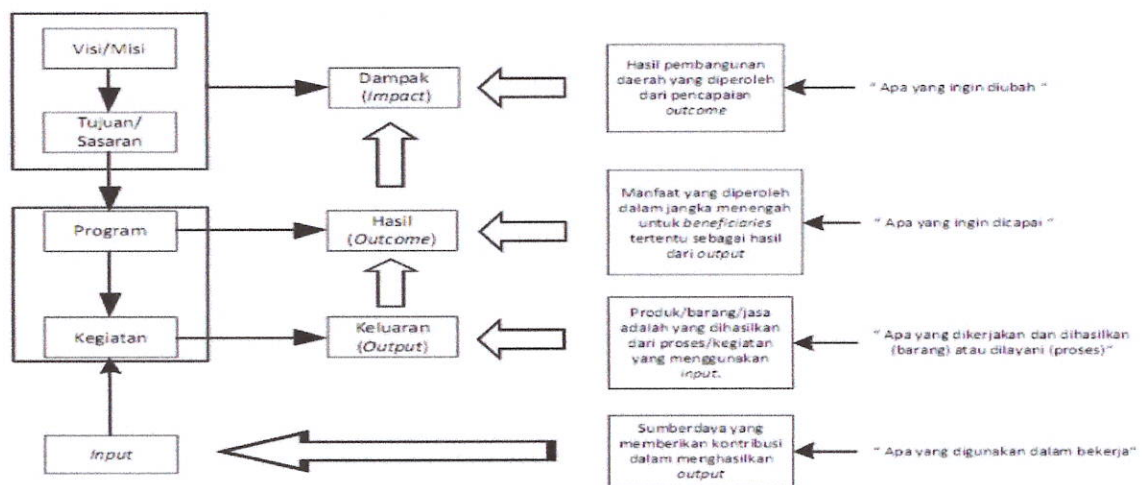 Visi/Misi
Tujuan/
Sasaran
Program
Kegiatan
Input
Dampak
(Impact)
Hasil
(Outcome)
Keluaran
(Output)
Hasil pembangunan
daerah yang diperoleh
dari pencapaian
outcome
" Apa yang ingin diubah "
Manfaat yang diperoleh
dalam jangka menengah
untuk beneficiaries
tertentu sebagai hasil
dari output
" Apa yang ingin dicapai "
Produk/barang/jasa
adalah yang dihasilkan
dari proses/kegiatan
yang menggunakan
input.
" Apa yang dikerjakan dan dihasilkan
(barang) atau dilayani (proses)"
Sumberdaya yang
memberikan kontribusi
dalam menghasilkan
output
" Apa yang digunakan dalam bekerja"